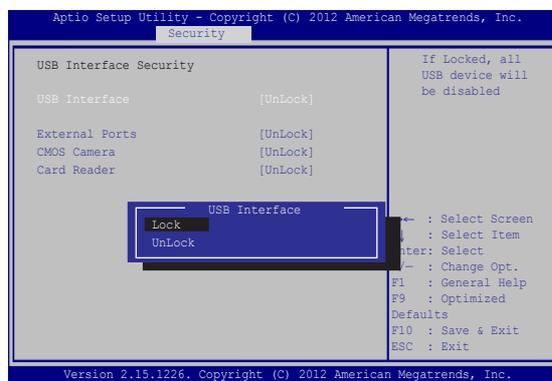 Aptio Setup Utility - Copyright (C) 2012 American Megatrends, Inc.
Security
USB Interface Security
USB Interface [UnLock]
External Ports [UnLock]
CMOS Camera [UnLock]
Card Reader [UnLock]
If Locked, all
USB device will
be disabled
USB Interface
Lock
UnLock
←  : Select Screen
: Select Item
nter: Select
/—  : Change Opt.
F1  : General Help
F9  : Optimized
Defaults
F10  : Save & Exit
ESC  : Exit
Version 2.15.1226. Copyright (C) 2012 American Megatrends, Inc.